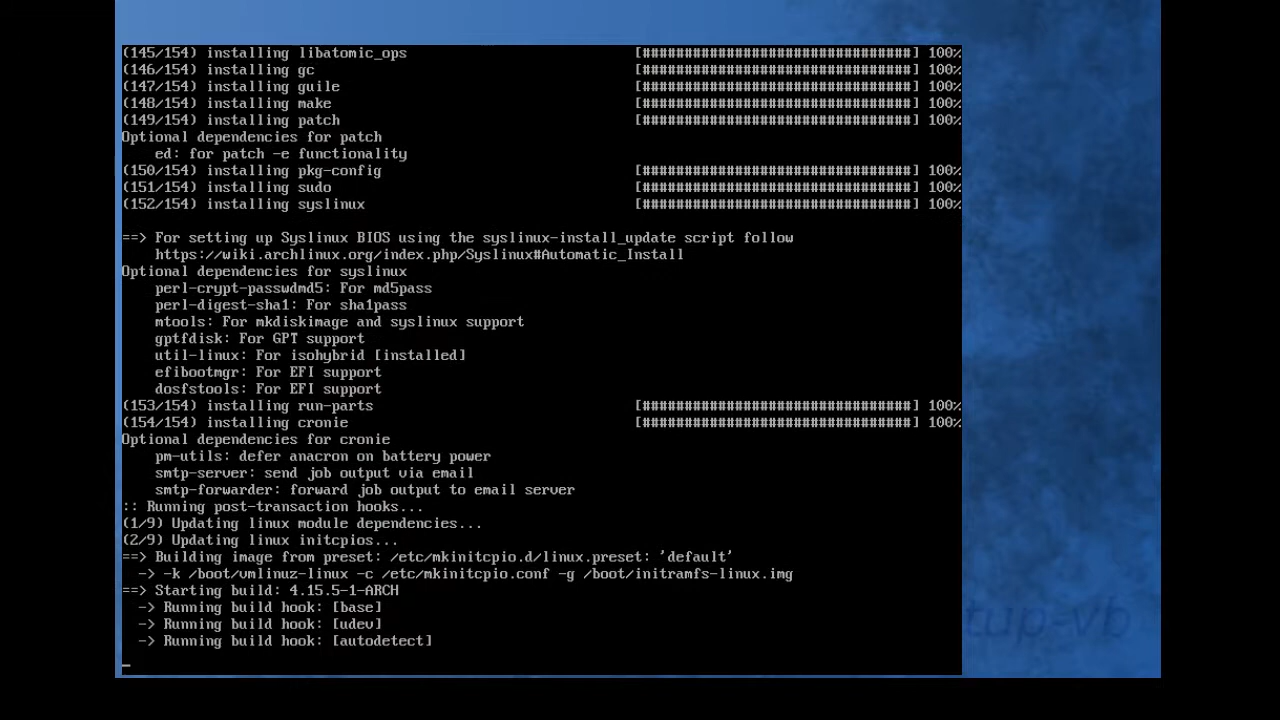 (145/154) installing libatomic_ops [################################] 100%
(146/154) installing gc [################################] 100%
(147/154) installing guile [################################] 100%
(148/154) installing make [################################] 100%
(149/154) installing patch [################################] 100%
Optional dependencies for patch
ed: for patch -e functionality
(150/154) installing pkg-config [################################] 100%
(151/154) installing sudo [################################] 100%
(152/154) installing syslinux [################################] 100%
==> For setting up Syslinux BIOS using the syslinux-install_update script follow
https://wiki.archlinux.org/index.php/Syslinux#Automatic_Install
Optional dependencies for syslinux
perl-crypt-passwdmd5: For md5pass
perl-digest-sha1: For sha1pass
mtools: For mkdiskimage and syslinux support
gptfdisk: For GPT support
util-linux: For isohybrid [installed]
efibootmgr: For EFI support
dosfstools: For EFI support
(153/154) installing run-parts [################################] 100%
(154/154) installing cronie [################################] 100%
Optional dependencies for cronie
pm-utils: defer anacron on battery power
smtp-server: send job output via email
smtp-forwarder: forward job output to email server
:: Running post-transaction hooks...
(1/9) Updating linux module dependencies...
(2/9) Updating linux initcpios...
==> Building image from preset: /etc/mkinitcpio.d/linux.preset: 'default'
-> -k /boot/vmlinuz-linux -c /etc/mkinitcpio.conf -g /boot/initramfs-linux.img
==> Starting build: 4.15.5-1-ARCH
-> Running build hook: [base]
-> Running build hook: [udev]
-> Running build hook: [autodetect]
_
tup-vb